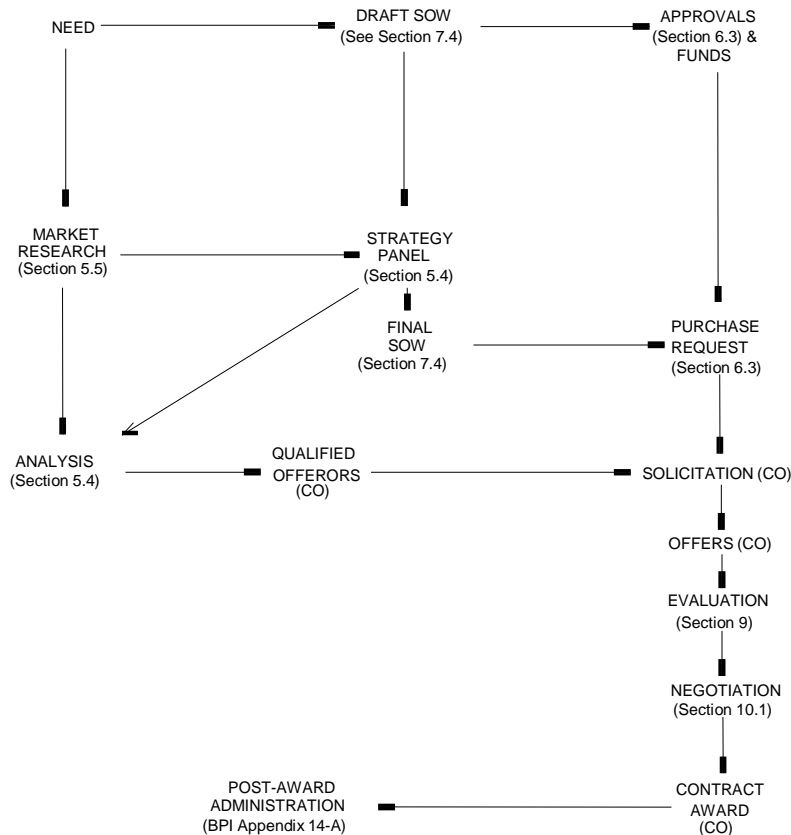 NEED
DRAFT SOW
(See Section 7.4)
APPROVALS
(Section 6.3) &
FUNDS
MARKET
RESEARCH
(Section 5.5)
STRATEGY
PANEL
(Section 5.4)
FINAL
SOW
(Section 7.4)
PURCHASE
REQUEST
(Section 6.3)
ANALYSIS
(Section 5.4)
QUALIFIED
OFFERORS
(CO)
SOLICITATION (CO)
OFFERS (CO)
EVALUATION
(Section 9)
NEGOTIATION
(Section 10.1)
CONTRACT
AWARD
(CO)
POST-AWARD
ADMINISTRATION
(BPI Appendix 14-A)